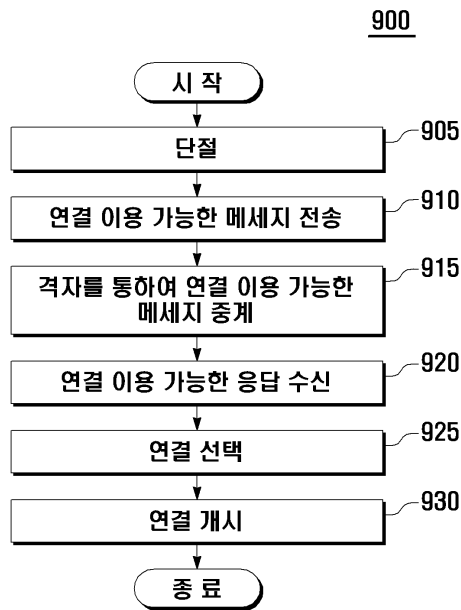 900
시 작
단절
905
연결 이용 가능한 메세지 전송
910
격자를 통하여 연결 이용 가능한
메세지 중계
915
연결 이용 가능한 응답 수신
920
연결 선택
925
연결 개시
930
종 료